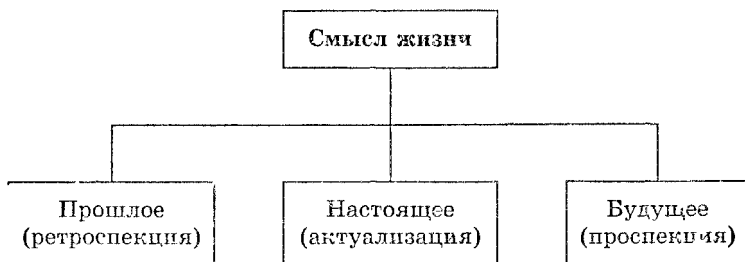 Смысл жизни
Прошлое
(ретроспекция)
Настоящее
(актуализация)
Будущее
(проспекция)